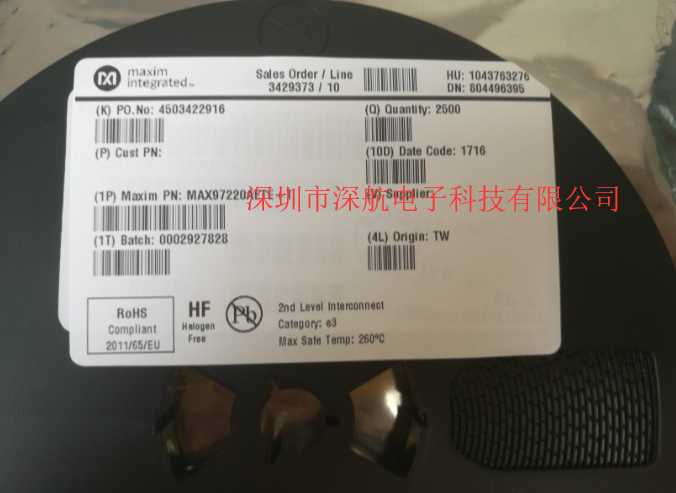 maxim
integrated™
Sales Order / Line
3429373 / 10
HU: 1043763276
DN: 804496395
(K) PO.No: 4503422916
(Q) Quantity: 2500
(P) Cust PN:
(10D) Date Code: 1716
(1P) Maxim PN:
(V) Supplier:
深圳市深航电子科技有限公司
(1T) Batch: 0002927828
(4L) Origin: TW
RoHS
Compliant
2011/65/EU
HF
Halogen
Free
Pb
2nd Level Interconnect
Category: e3
Max Safe Temp: 260°C